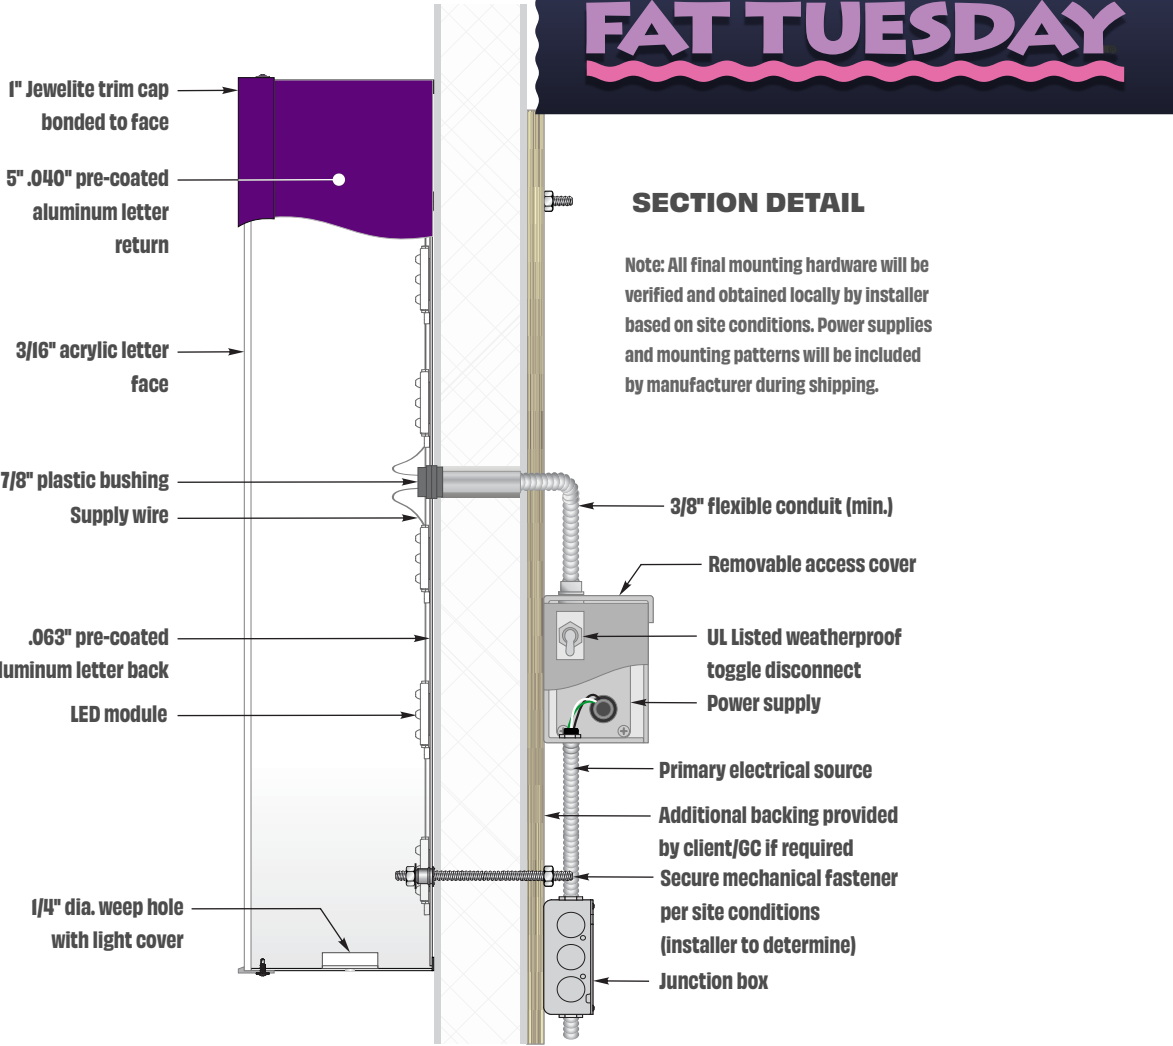 FAT TUESDAY
1" Jewelite trim cap
bonded to face
5" .040" pre-coated
aluminum letter
return
3/16" acrylic letter
face
7/8" plastic bushing
Supply wire
.063" pre-coated
luminum letter back
LED module
1/4" dia. weep hole
with light cover
SECTION DETAIL
Note: All final mounting hardware will be
verified and obtained locally by installer
based on site conditions. Power supplies
and mounting patterns will be included
by manufacturer during shipping.
3/8" flexible conduit (min.)
Removable access cover
UL Listed weatherproof
toggle disconnect
Power supply
Primary electrical source
Additional backing provided
by client/GC if required
Secure mechanical fastener
per site conditions
(installer to determine)
Junction box